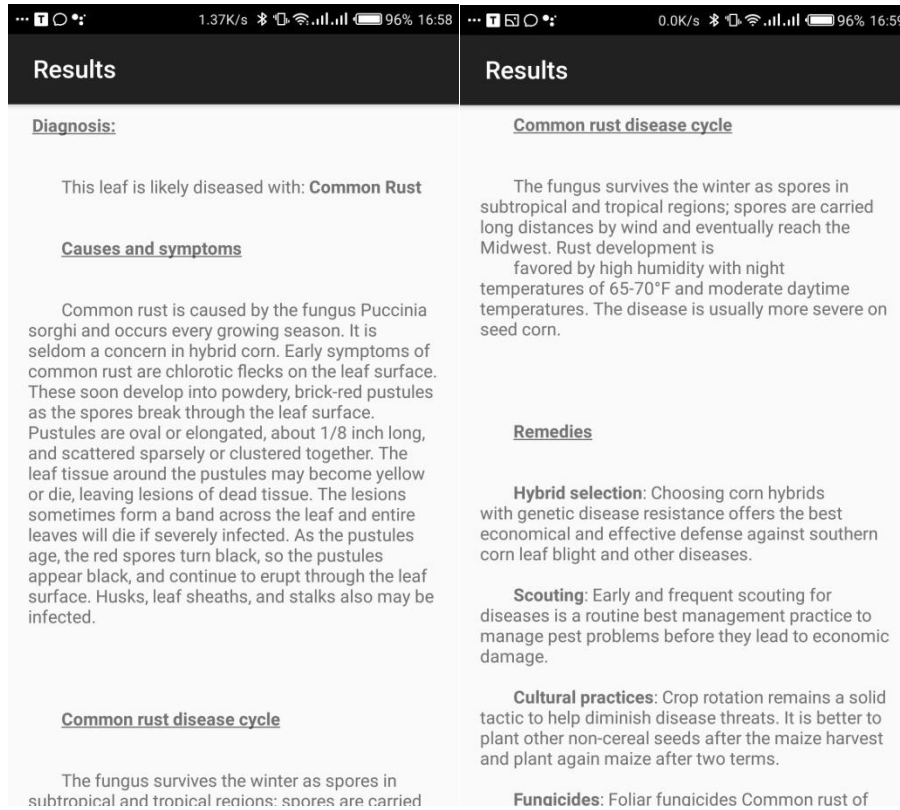 1.37K/s 96% 16:58
Results
Diagnosis:
This leaf is likely diseased with: Common Rust
Causes and symptoms
Common rust is caused by the fungus Puccinia
sorghi and occurs every growing season. It is
seldom a concern in hybrid corn. Early symptoms of
common rust are chlorotic flecks on the leaf surface.
These soon develop into powdery, brick-red pustules
as the spores break through the leaf surface.
Pustules are oval or elongated, about 1/8 inch long,
and scattered sparsely or clustered together. The
leaf tissue around the pustules may become yellow
or die, leaving lesions of dead tissue. The lesions
sometimes form a band across the leaf and entire
leaves will die if severely infected. As the pustules
age, the red spores turn black, so the pustules
appear black, and continue to erupt through the leaf
surface. Husks, leaf sheaths, and stalks also may be
infected.
Common rust disease cycle
The fungus survives the winter as spores in
subtropical and tropical regions; spores are carried
0.0K/s 96% 16:59
Results
Common rust disease cycle
The fungus survives the winter as spores in
subtropical and tropical regions; spores are carried
long distances by wind and eventually reach the
Midwest. Rust development is
favored by high humidity with night
temperatures of 65-70°F and moderate daytime
temperatures. The disease is usually more severe on
seed corn.
Remedies
Hybrid selection: Choosing corn hybrids
with genetic disease resistance offers the best
economical and effective defense against southern
corn leaf blight and other diseases.
Scouting: Early and frequent scouting for
diseases is a routine best management practice to
manage pest problems before they lead to economic
damage.
Cultural practices: Crop rotation remains a solid
tactic to help diminish disease threats. It is better to
plant other non-cereal seeds after the maize harvest
and plant again maize after two terms.
Fungicides: Foliar fungicides Common rust of